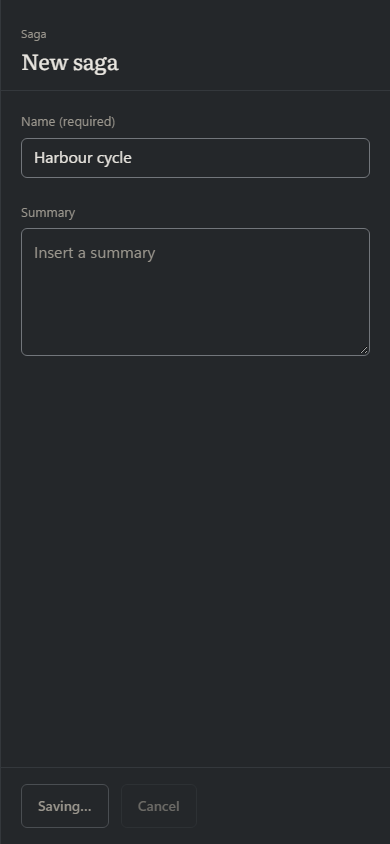 Saga
New saga
Name (required)
Harbour cycle
Summary
Insert a summary
Saving...
Cancel